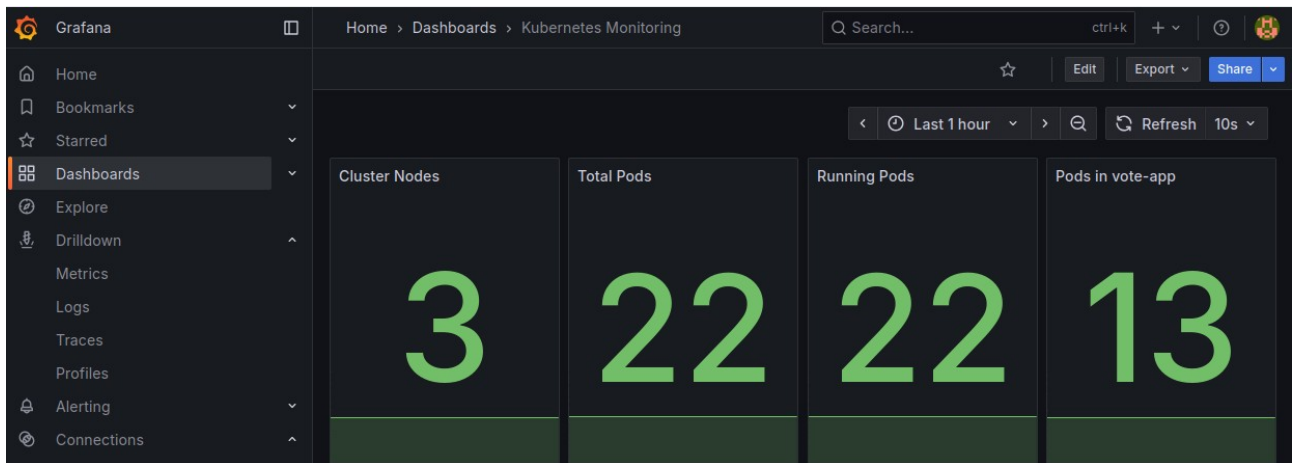 Grafana
Home › Dashboards › Kubernetes Monitoring
Search...
ctrl+k
Edit
Export
Share
Last 1 hour
Refresh
10s
Home
Bookmarks
Starred
Dashboards
Explore
Drilldown
Metrics
Logs
Traces
Profiles
Alerting
Connections
Cluster Nodes
3
Total Pods
22
Running Pods
22
Pods in vote-app
13